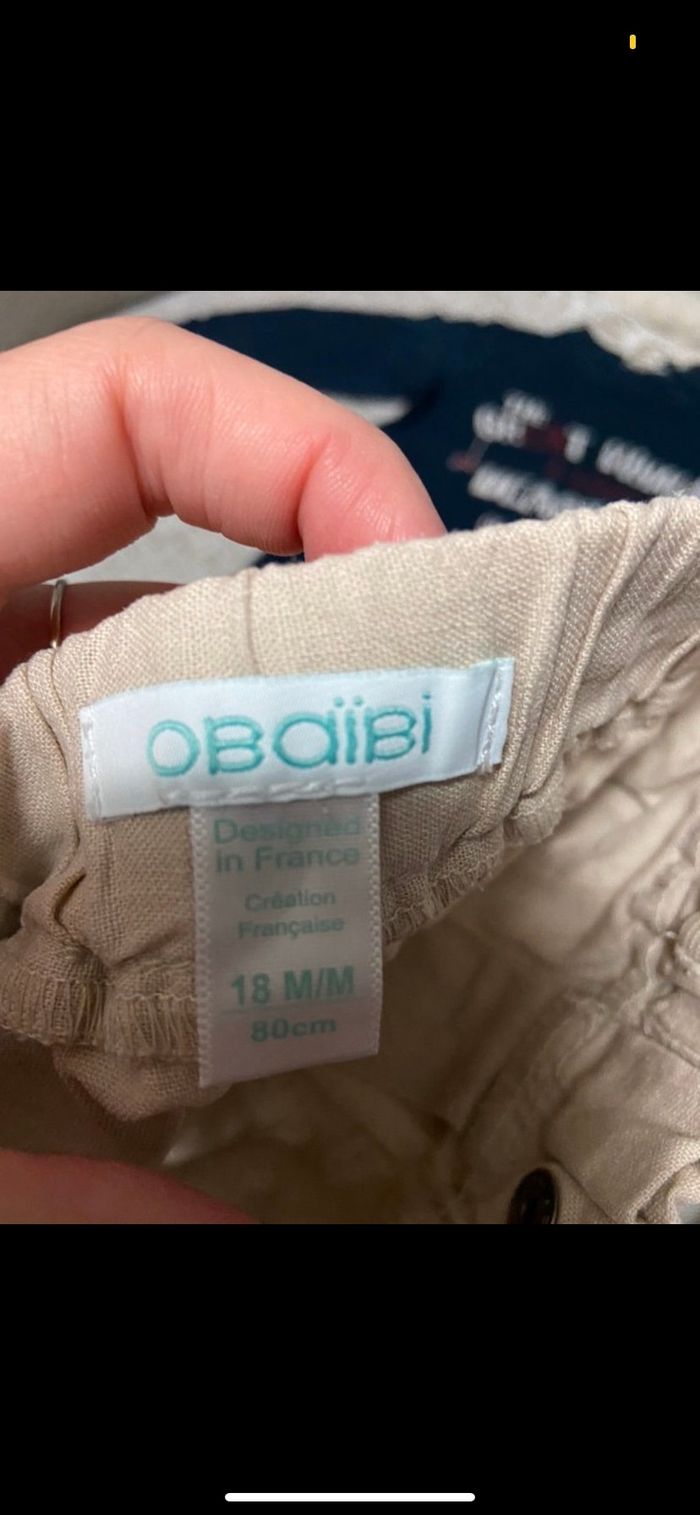 OBaïBi
Designed
in France
Création
Française
18 M/M
80cm